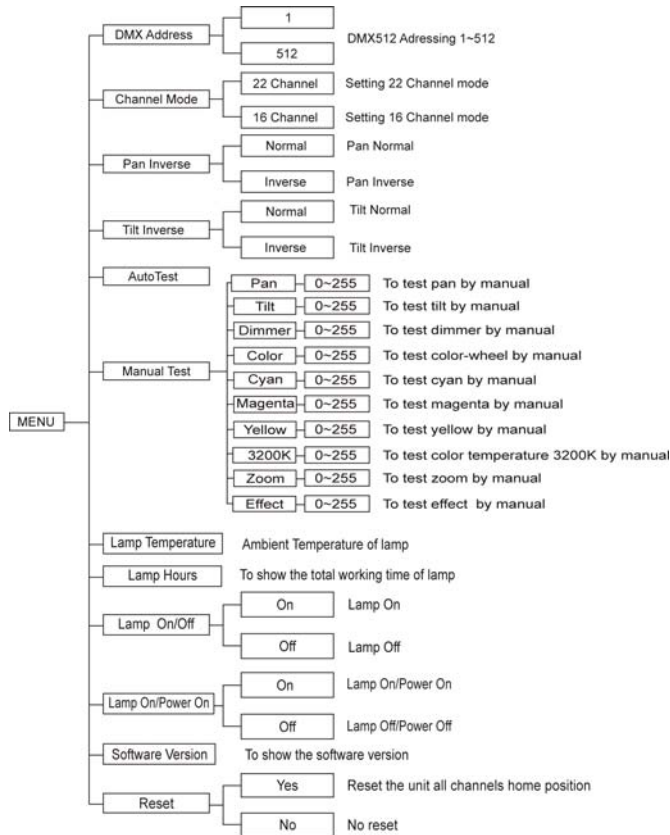 1
DMX Address
DMX512 Adressing 1~512
512
22 Channel Setting 22 Channel mode
Channel Mode
16 Channel Setting 16 Channel mode
Normal Pan Normal
Pan Inverse
Inverse Pan Inverse
Normal Tilt Normal
Tilt Inverse
Inverse Tilt Inverse
AutoTest
Pan 0~255 To test pan by manual
Tilt 0~255 To test tilt by manual
Dimmer 0~255 To test dimmer by manual
Color 0~255 To test color-wheel by manual
Manual Test
Cyan 0~255 To test cyan by manual
Magenta 0~255 To test magenta by manual
MENU
Yellow 0~255 To test yellow by manual
3200K 0~255 To test color temperature 3200K by manual
Zoom 0~255 To test zoom by manual
Effect 0~255 To test effect by manual
Lamp Temperature Ambient Temperature of lamp
Lamp Hours To show the total working time of lamp
On Lamp On
Lamp On/Off
Off Lamp Off
On Lamp On/Power On
Lamp On/Power On
Off Lamp Off/Power Off
Software Version To show the software version
Yes Reset the unit all channels home position
Reset
No No reset